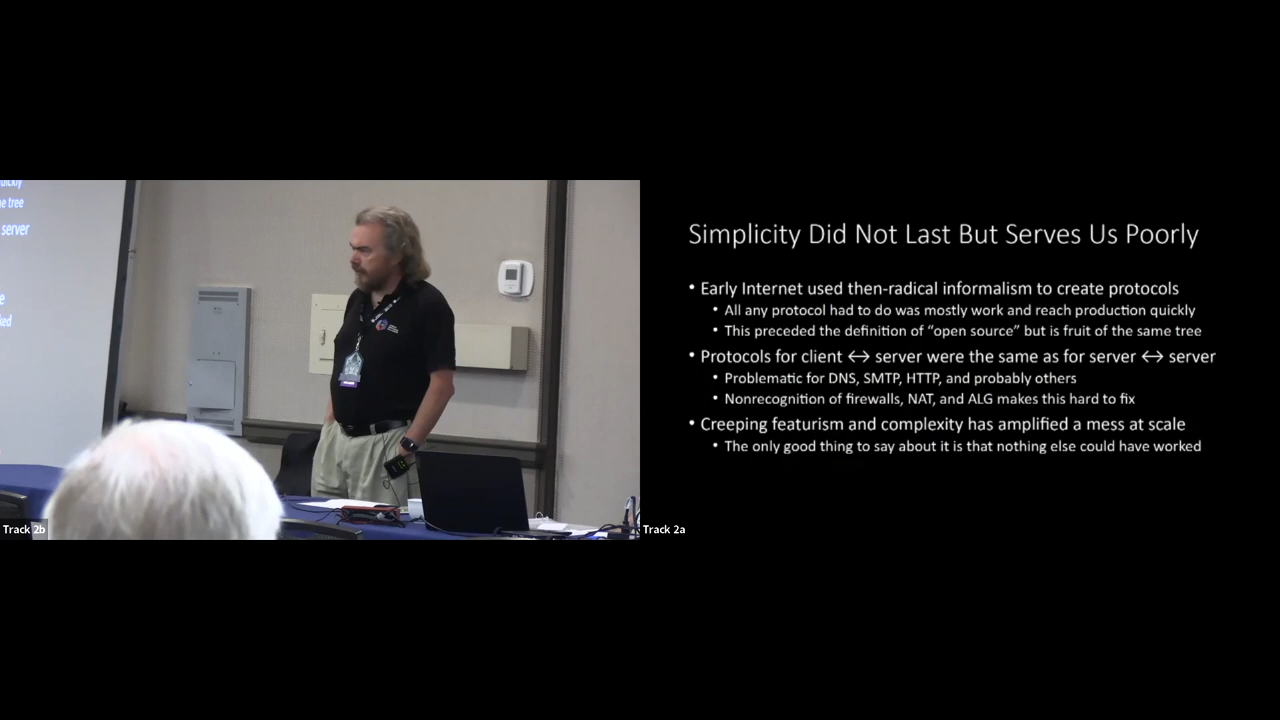 uickly
e tree
server
e
ked
Track 2b
Simplicity Did Not Last But Serves Us Poorly
• Early Internet used then-radical informalism to create protocols
• All any protocol had to do was mostly work and reach production quickly
• This preceded the definition of “open source” but is fruit of the same tree
• Protocols for client ↔ server were the same as for server ↔ server
• Problematic for DNS, SMTP, HTTP, and probably others
• Nonrecognition of firewalls, NAT, and ALG makes this hard to fix
• Creeping featurism and complexity has amplified a mess at scale
• The only good thing to say about it is that nothing else could have worked
Track 2a